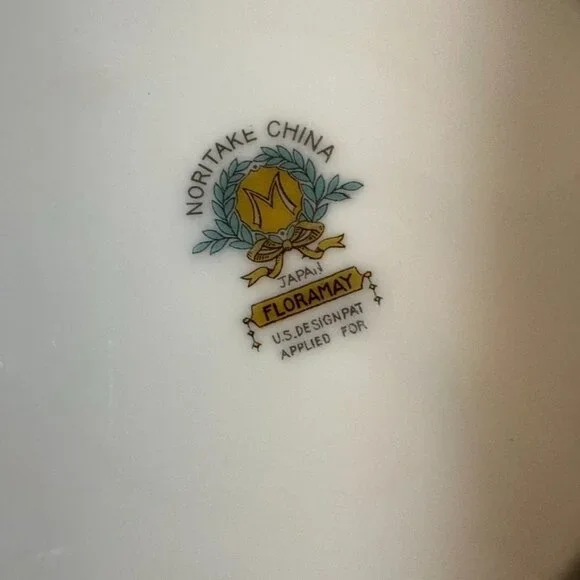 NORITAKE CHINA
M
JAPAN
FLORAMAY
U.S.DESIGN PAT
APPLIED FOR